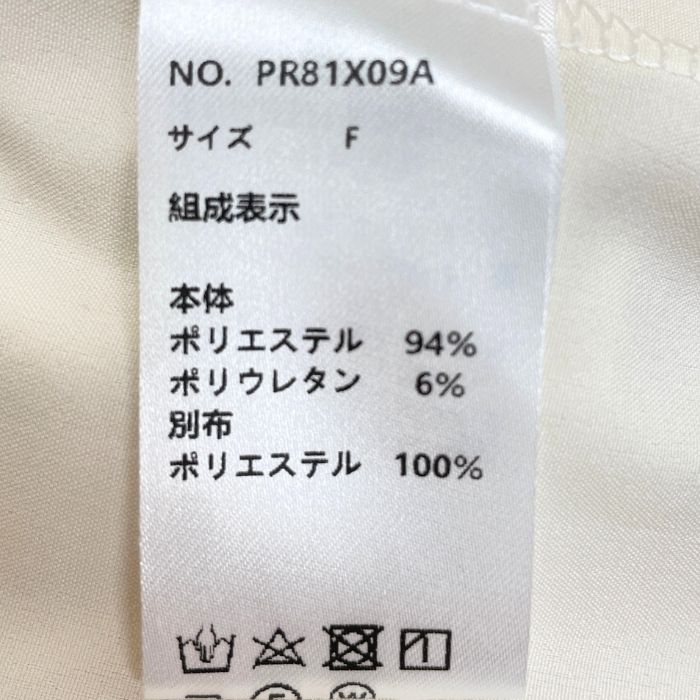 NO. PR81X09A
サイズ F
組成表示
本体
ポリエステル 94%
ポリウレタン 6%
別布
ポリエステル 100%